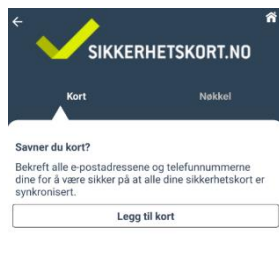 SIKKERHETSKORT.NO
Kort Nøkkel
Savner du kort?
Bekreft alle e-postadressene og telefonnummerne
dine for å være sikker på at alle dine sikkerhetskort er
synkronisert.
Legg til kort